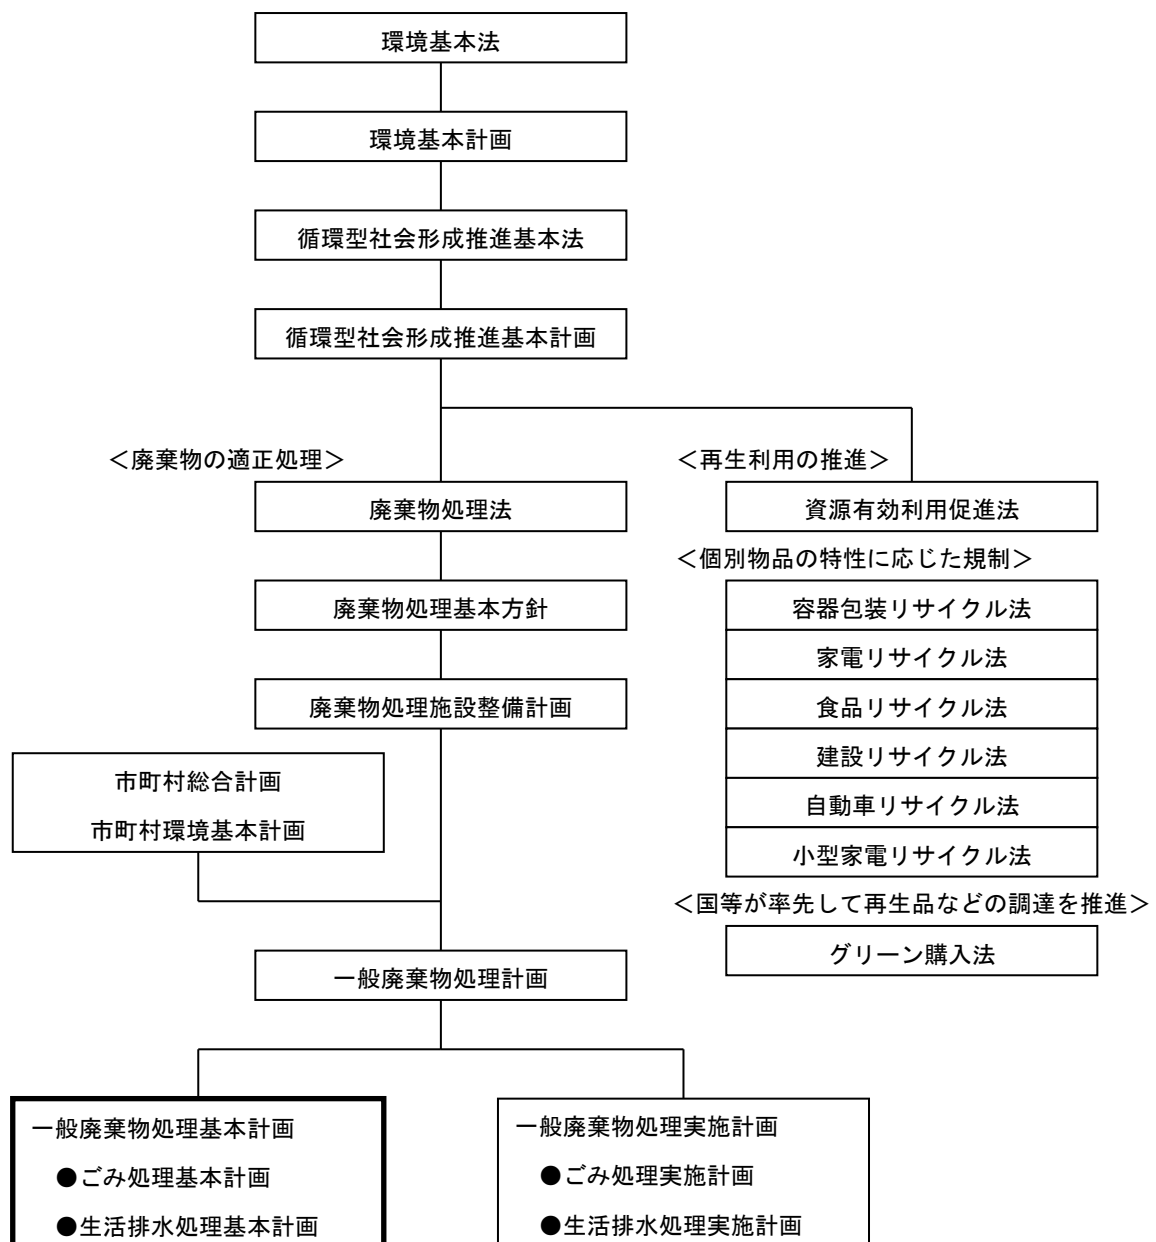 環境基本法
環境基本計画
循環型社会形成推進基本法
循環型社会形成推進基本計画
＜廃棄物の適正処理＞
廃棄物処理法
廃棄物処理基本方針
廃棄物処理施設整備計画
市町村総合計画
市町村環境基本計画
＜再生利用の推進＞
資源有効利用促進法
＜個別物品の特性に応じた規制＞
容器包装リサイクル法
家電リサイクル法
食品リサイクル法
建設リサイクル法
自動車リサイクル法
小型家電リサイクル法
＜国等が率先して再生品などの調達を推進＞
グリーン購入法
一般廃棄物処理計画
一般廃棄物処理基本計画
●ごみ処理基本計画
●生活排水処理基本計画
一般廃棄物処理実施計画
●ごみ処理実施計画
●生活排水処理実施計画